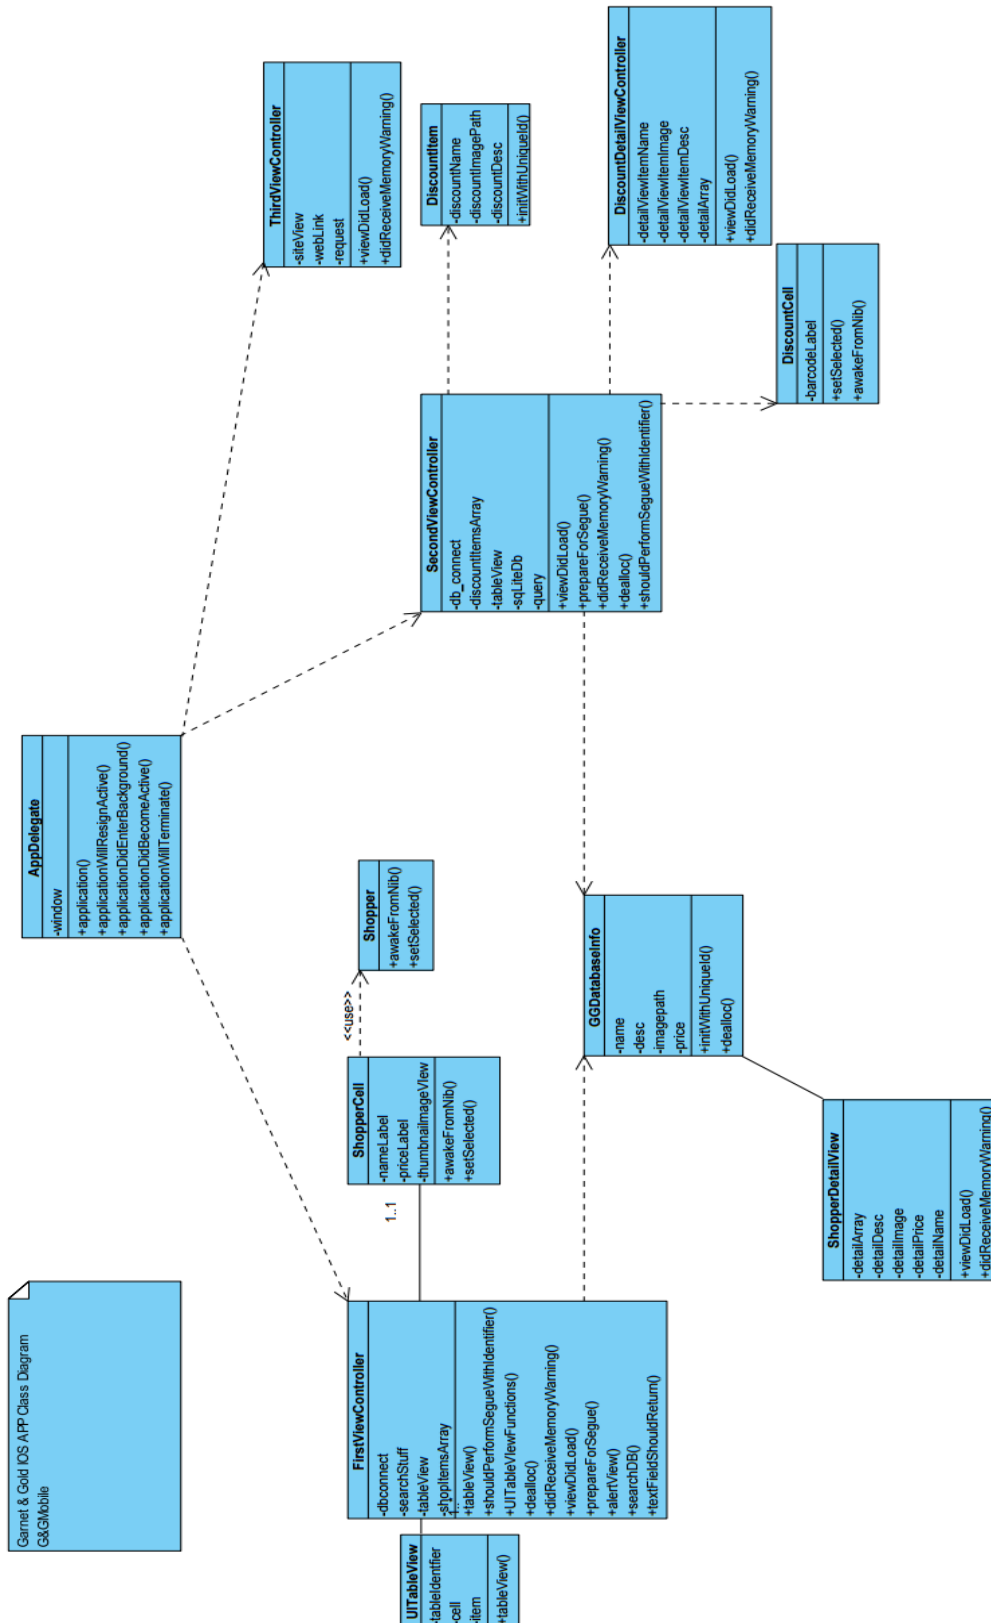 Garnet & Gold IOS APP Class Diagram
G&GMobile
AppDelegate
-window
+application()
+applicationWillResignActive()
+applicationDidEnterBackground()
+applicationDidBecomeActive()
+applicationWillTerminate()
ThirdViewController
-siteView
-webLink
-request
+viewDidLoad()
+didReceiveMemoryWarning()
UITableView
-tableIdentfier
-cell
-item
+tableView()
FirstViewController
-dbconnect
-searchStuff
-tableView
-shopItemsArray
+tableView()
+shouldPerformSegueWithIdentifier()
+UITableVIewFunctions()
+dealloc()
+didReceiveMemoryWarning()
+viewDidLoad()
+prepareForSegue()
+alertView()
+searchDB()
+textFieldShouldReturn()
1..1
ShopperCell
-nameLabel
-priceLabel
-thumbnailmageVIew
+awakeFromNib()
+setSelected()
<<use>>
Shopper
+awakeFromNib()
+setSelected()
SecondViewController
-db_connect
-discountItemsArray
-tableView
-sqLiteDb
-query
+viewDidLoad()
+prepareForSegue()
+didReceiveMemoryWarning()
+dealloc()
+shouldPerformSegueWithIdentifier()
DiscountItem
-discountName
-discountImagePath
-discountDesc
+initWithUniqueId()
GGDatabaseInfo
-name
-desc
-imagepath
-price
+initWithUniqueId()
+dealloc()
DiscountDetailViewController
-detailViewItemName
-detailViewItemImage
-detailViewItemDesc
-detailArray
+viewDidLoad()
+didReceiveMemoryWarning()
DiscountCell
-barcodeLabel
+setSelected()
+awakeFromNib()
ShopperDetailView
-detailArray
-detailDesc
-detailImage
-detailPrice
-detailName
+viewDidLoad()
+didReceiveMemoryWarning()